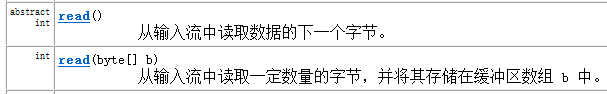 abstract
int
read()
从输入流中读取数据的下一个字节。
int
read(byte[] b)
从输入流中读取一定数量的字节，并将其存储在缓冲区数组 b 中。